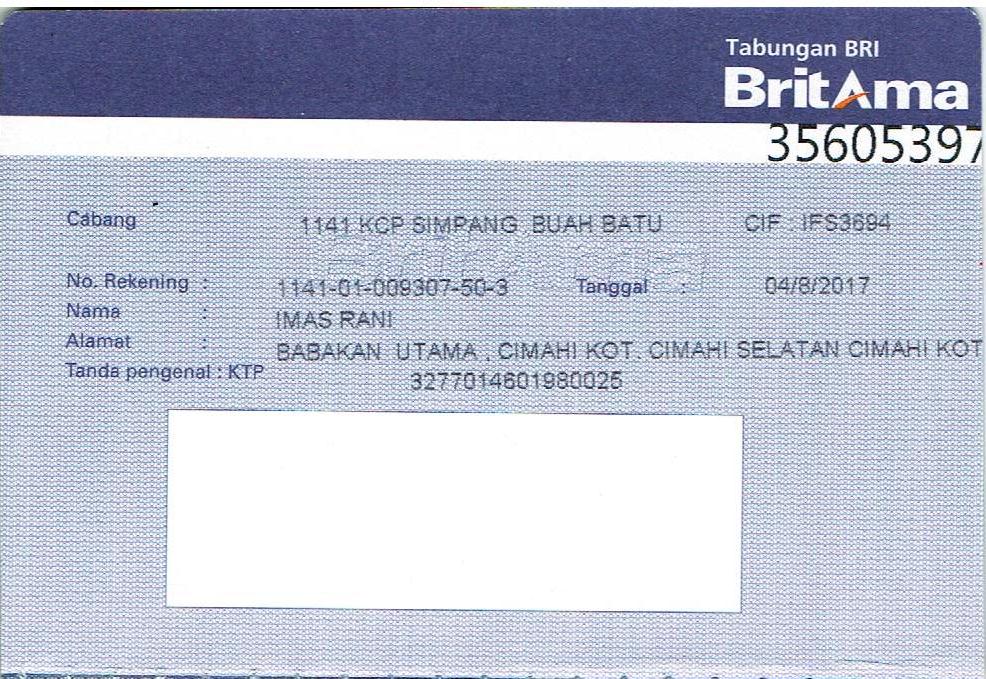 Tabungan BRI
BritAma
35605397
Cabang 1141 KCP SIMPANG BUAH BATU CIF : IFS3694
No. Rekening : 1141-01-009307-50-3 Tanggal : 04/8/2017
Nama : IMAS RANI
Alamat : BABAKAN UTAMA , CIMAHI KOT. CIMAHI SELATAN CIMAHI KOT
Tanda pengenal : KTP 3277014601980025